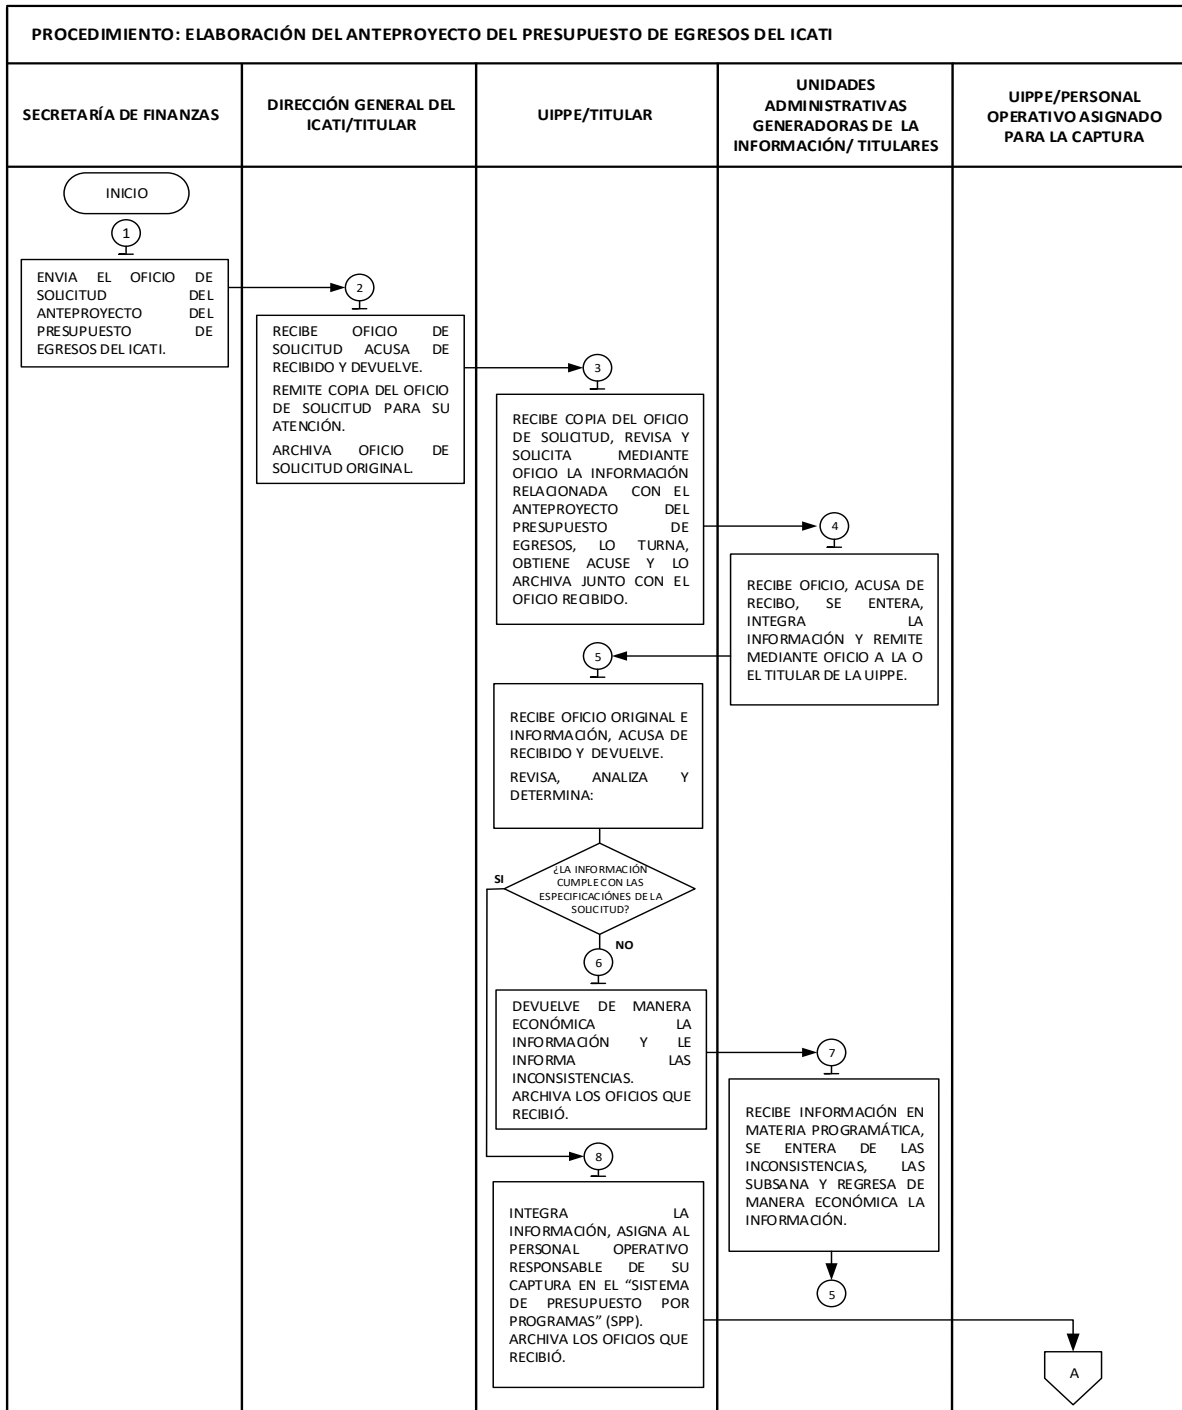 PROCEDIMIENTO: ELABORACIÓN DEL ANTEPROYECTO DEL PRESUPUESTO DE EGRESOS DEL ICATI
SECRETARÍA DE FINANZAS
DIRECCIÓN GENERAL DEL
ICATI/TITULAR
UIPPE/TITULAR
UNIDADES
ADMINISTRATIVAS
GENERADORAS DE LA
INFORMACIÓN/ TITULARES
UIPPE/PERSONAL
OPERATIVO ASIGNADO
PARA LA CAPTURA
INICIO
1
ENVIA EL OFICIO DE
SOLICITUD DEL
ANTEPROYECTO DEL
PRESUPUESTO DE
EGRESOS DEL ICATI.
2
RECIBE OFICIO DE
SOLICITUD ACUSA DE
RECIBIDO Y DEVUELVE.
REMITE COPIA DEL OFICIO
DE SOLICITUD PARA SU
ATENCIÓN.
ARCHIVA OFICIO DE
SOLICITUD ORIGINAL.
3
RECIBE COPIA DEL OFICIO
DE SOLICITUD, REVISA Y
SOLICITA MEDIANTE
OFICIO LA INFORMACIÓN
RELACIONADA CON EL
ANTEPROYECTO DEL
PRESUPUESTO DE
EGRESOS, LO TURNA,
OBTIENE ACUSE Y LO
ARCHIVA JUNTO CON EL
OFICIO RECIBIDO.
4
RECIBE OFICIO, ACUSA DE
RECIBO, SE ENTERA,
INTEGRA LA
INFORMACIÓN Y REMITE
MEDIANTE OFICIO A LA O
EL TITULAR DE LA UIPPE.
5
RECIBE OFICIO ORIGINAL E
INFORMACIÓN, ACUSA DE
RECIBIDO Y DEVUELVE.
REVISA, ANALIZA Y
DETERMINA:
¿LA INFORMACIÓN
CUMPLE CON LAS
ESPECIFICACIÓNES DE LA
SOLICITUD?
SI
NO
6
DEVUELVE DE MANERA
ECONÓMICA LA
INFORMACIÓN Y LE
INFORMA LAS
INCONSISTENCIAS.
ARCHIVA LOS OFICIOS QUE
RECIBIÓ.
7
RECIBE INFORMACIÓN EN
MATERIA PROGRAMÁTICA,
SE ENTERA DE LAS
INCONSISTENCIAS, LAS
SUBSANA Y REGRESA DE
MANERA ECONÓMICA LA
INFORMACIÓN.
5
8
INTEGRA LA
INFORMACIÓN, ASIGNA AL
PERSONAL OPERATIVO
RESPONSABLE DE SU
CAPTURA EN EL “SISTEMA
DE PRESUPUESTO POR
PROGRAMAS” (SPP).
ARCHIVA LOS OFICIOS QUE
RECIBIÓ.
A